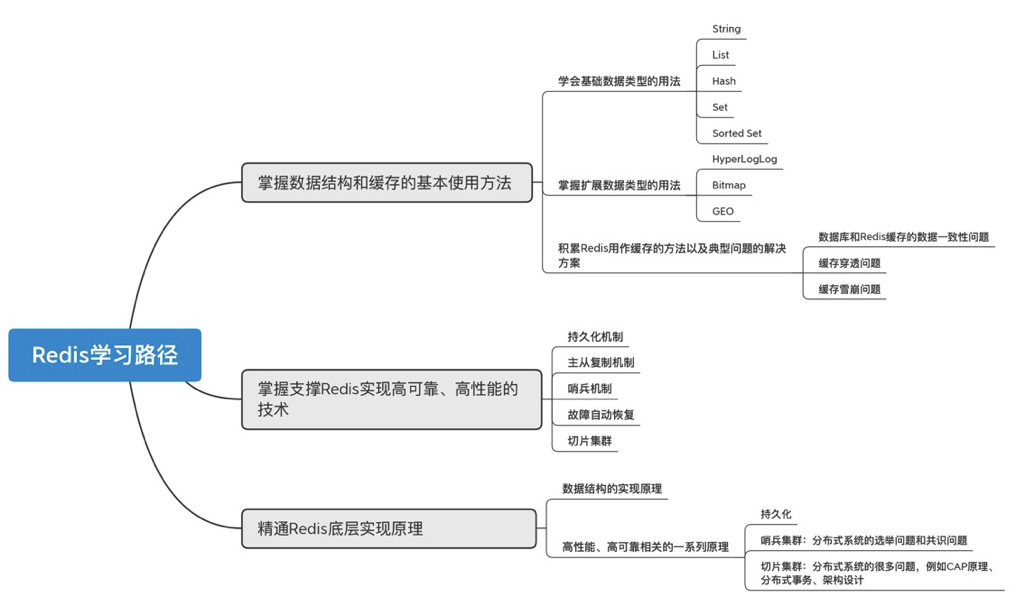 Redis学习路径
掌握数据结构和缓存的基本使用方法
学会基础数据类型的用法
String
List
Hash
Set
Sorted Set
掌握扩展数据类型的用法
HyperLogLog
Bitmap
GEO
积累Redis用作缓存的方法以及典型问题的解决
方案
数据库和Redis缓存的数据一致性问题
缓存穿透问题
缓存雪崩问题
掌握支撑Redis实现高可靠、高性能的
技术
持久化机制
主从复制机制
哨兵机制
故障自动恢复
切片集群
精通Redis底层实现原理
数据结构的实现原理
高性能、高可靠相关的一系列原理
持久化
哨兵集群：分布式系统的选举问题和共识问题
切片集群：分布式系统的很多问题，例如CAP原理、
分布式事务、架构设计